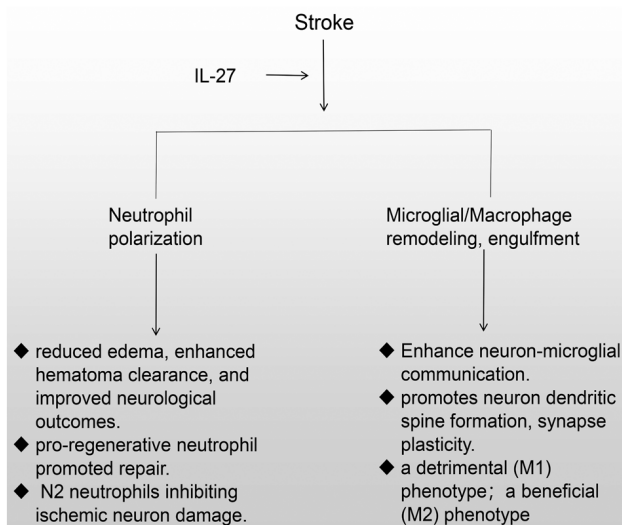 Stroke
IL-27
Neutrophil
polarization
Microglial/Macrophage
remodeling, engulfment
◆ reduced edema, enhanced
hematoma clearance, and
improved neurological
outcomes.
◆ pro-regenerative neutrophil
promoted repair.
◆ N2 neutrophils inhibiting
ischemic neuron damage.
◆ Enhance neuron-microglial
communication.
◆ promotes neuron dendritic
spine formation, synapse
plasticity.
◆ a detrimental (M1)
phenotype；a beneficial
(M2) phenotype